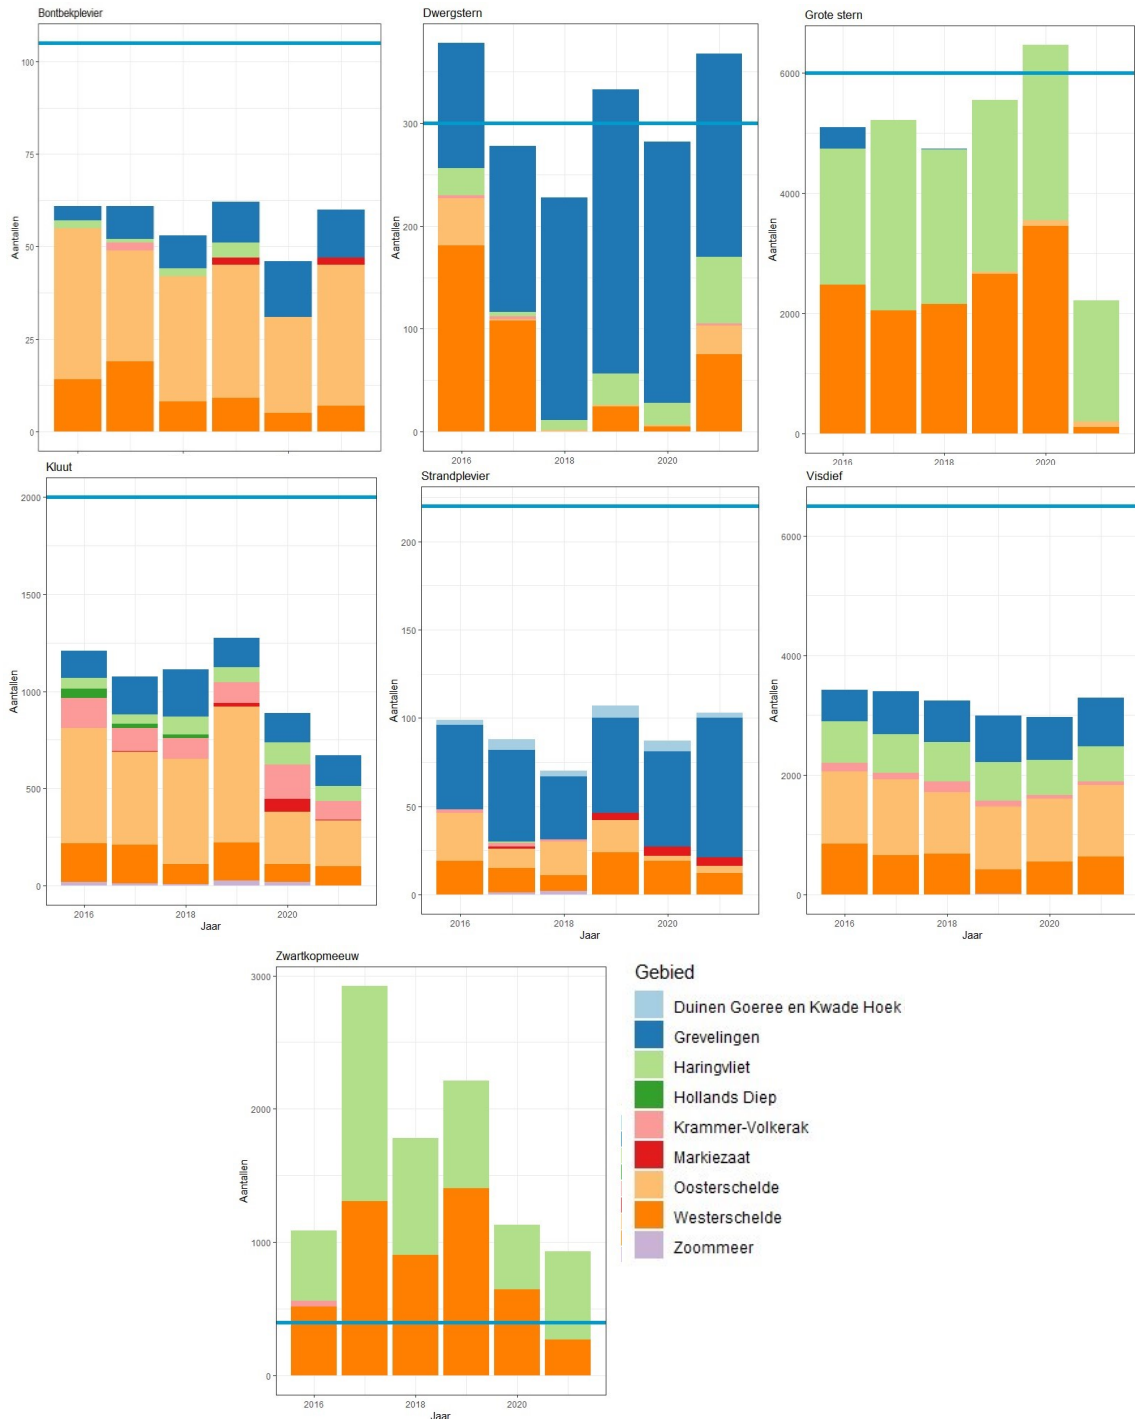 Bontbekplevier
Aantallen
100
75
50
25
0
Dwergstern
Aantallen
300
200
100
0
2016
2018
2020
Grote stern
Aantallen
6000
4000
2000
0
2016
2018
2020
Kluut
Aantallen
2000
1500
1000
500
0
2016
2018
2020
Jaar
Strandplevier
Aantallen
200
150
100
50
0
2016
2018
2020
Jaar
Visdief
Aantallen
6000
4000
2000
0
2016
2018
2020
Jaar
Zwartkopmeeuw
Aantallen
3000
2000
1000
0
2016
2018
2020
Jaar
Gebied
Duinen Goeree en Kwade Hoek
Grevelingen
Haringvliet
Hollands Diep
Krammer-Volkerak
Markiezaat
Oosterschelde
Westerschelde
Zoommeer